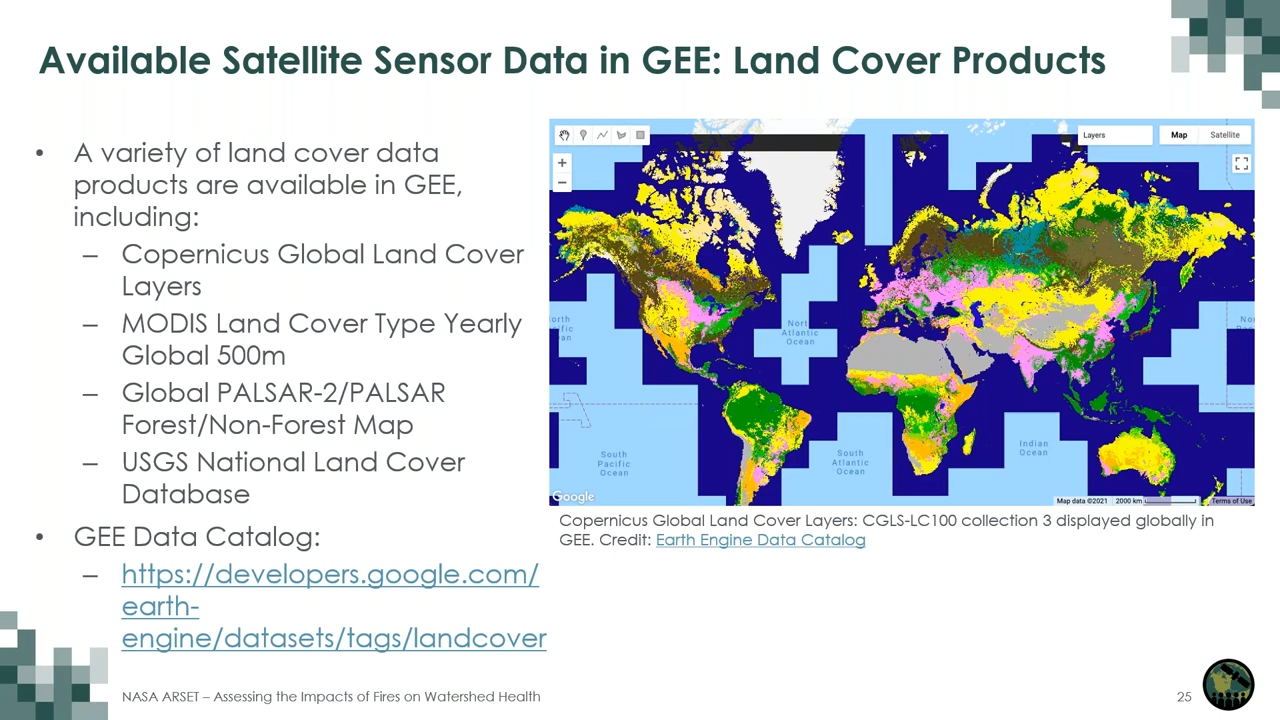 Available Satellite Sensor Data in GEE: Land Cover Products
• A variety of land cover data
products are available in GEE,
including:
– Copernicus Global Land Cover
Layers
– MODIS Land Cover Type Yearly
Global 500m
– Global PALSAR-2/PALSAR
Forest/Non-Forest Map
– USGS National Land Cover
Database
• GEE Data Catalog:
– https://developers.google.com/
earth-
engine/datasets/tags/landcover
Layers
Map
Satellite
+
−
North
Atlantic
Ocean
South
Pacific
Ocean
South
Atlantic
Ocean
Indian
Ocean
Google
Map data ©2021
2000 km
Terms of Use
Copernicus Global Land Cover Layers: CGLS-LC100 collection 3 displayed globally in
GEE. Credit: Earth Engine Data Catalog
NASA ARSET – Assessing the Impacts of Fires on Watershed Health
25